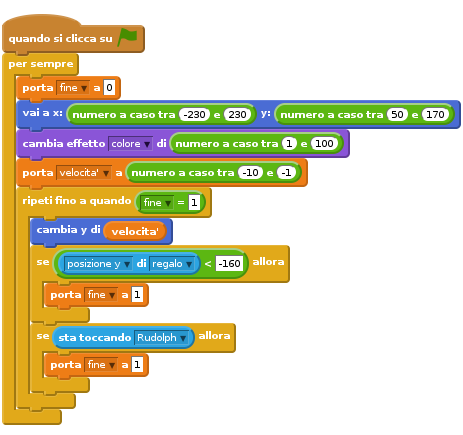 quando si clicca su
per sempre
porta fine a 0
vai a x: numero a caso tra -230 e 230 y: numero a caso tra 50 e 170
cambia effetto colore di numero a caso tra 1 e 100
porta velocita' a numero a caso tra -10 e -1
ripeti fino a quando fine = 1
cambia y di velocita'
se posizione y di regalo < -160 allora
porta fine a 1
se sta toccando Rudolph allora
porta fine a 1